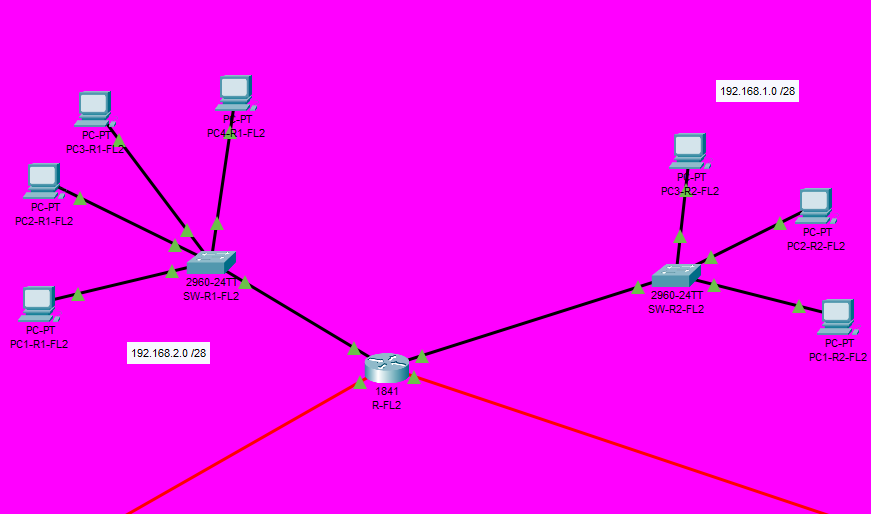 PC-PT
PC4-R1-FL2
PC-PT
PC3-R1-FL2
PC-PT
PC2-R1-FL2
PC-PT
PC1-R1-FL2
2960-24TT
SW-R1-FL2
192.168.2.0 /28
1841
R-FL2
192.168.1.0 /28
PC-PT
PC3-R2-FL2
PC-PT
PC2-R2-FL2
2960-24TT
SW-R2-FL2
PC-PT
PC1-R2-FL2